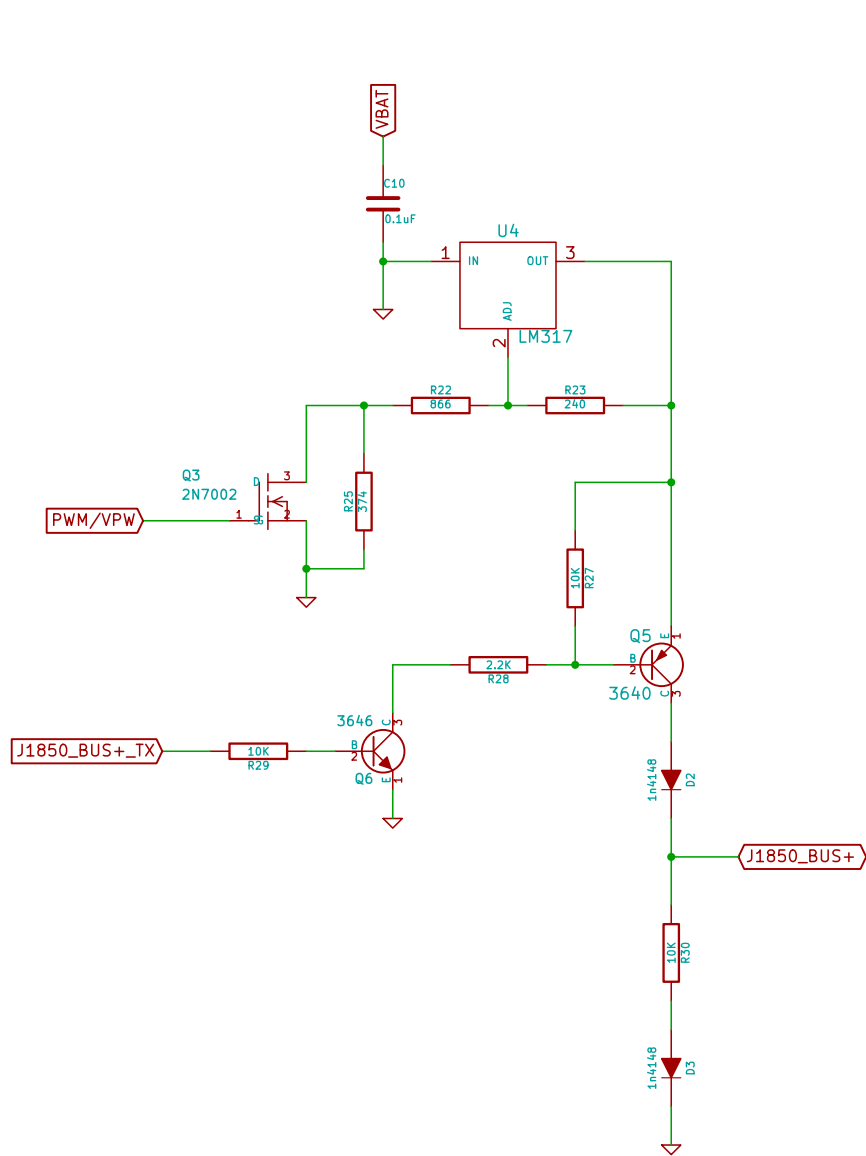 VBAT
C10
0.1uF
U4
1
IN
OUT
3
ADJ
2
LM317
R22
866
R23
240
Q3
2N7002
D
3
1
2
PWM/VPW
R25
374
10K
R27
Q5
E
1
B
2
3640
C
3
2.2K
R28
3646
C
3
J1850_BUS+_TX
10K
R29
B
2
Q6
E
1
1n4148
D2
J1850_BUS+
10K
R30
1n4148
D3